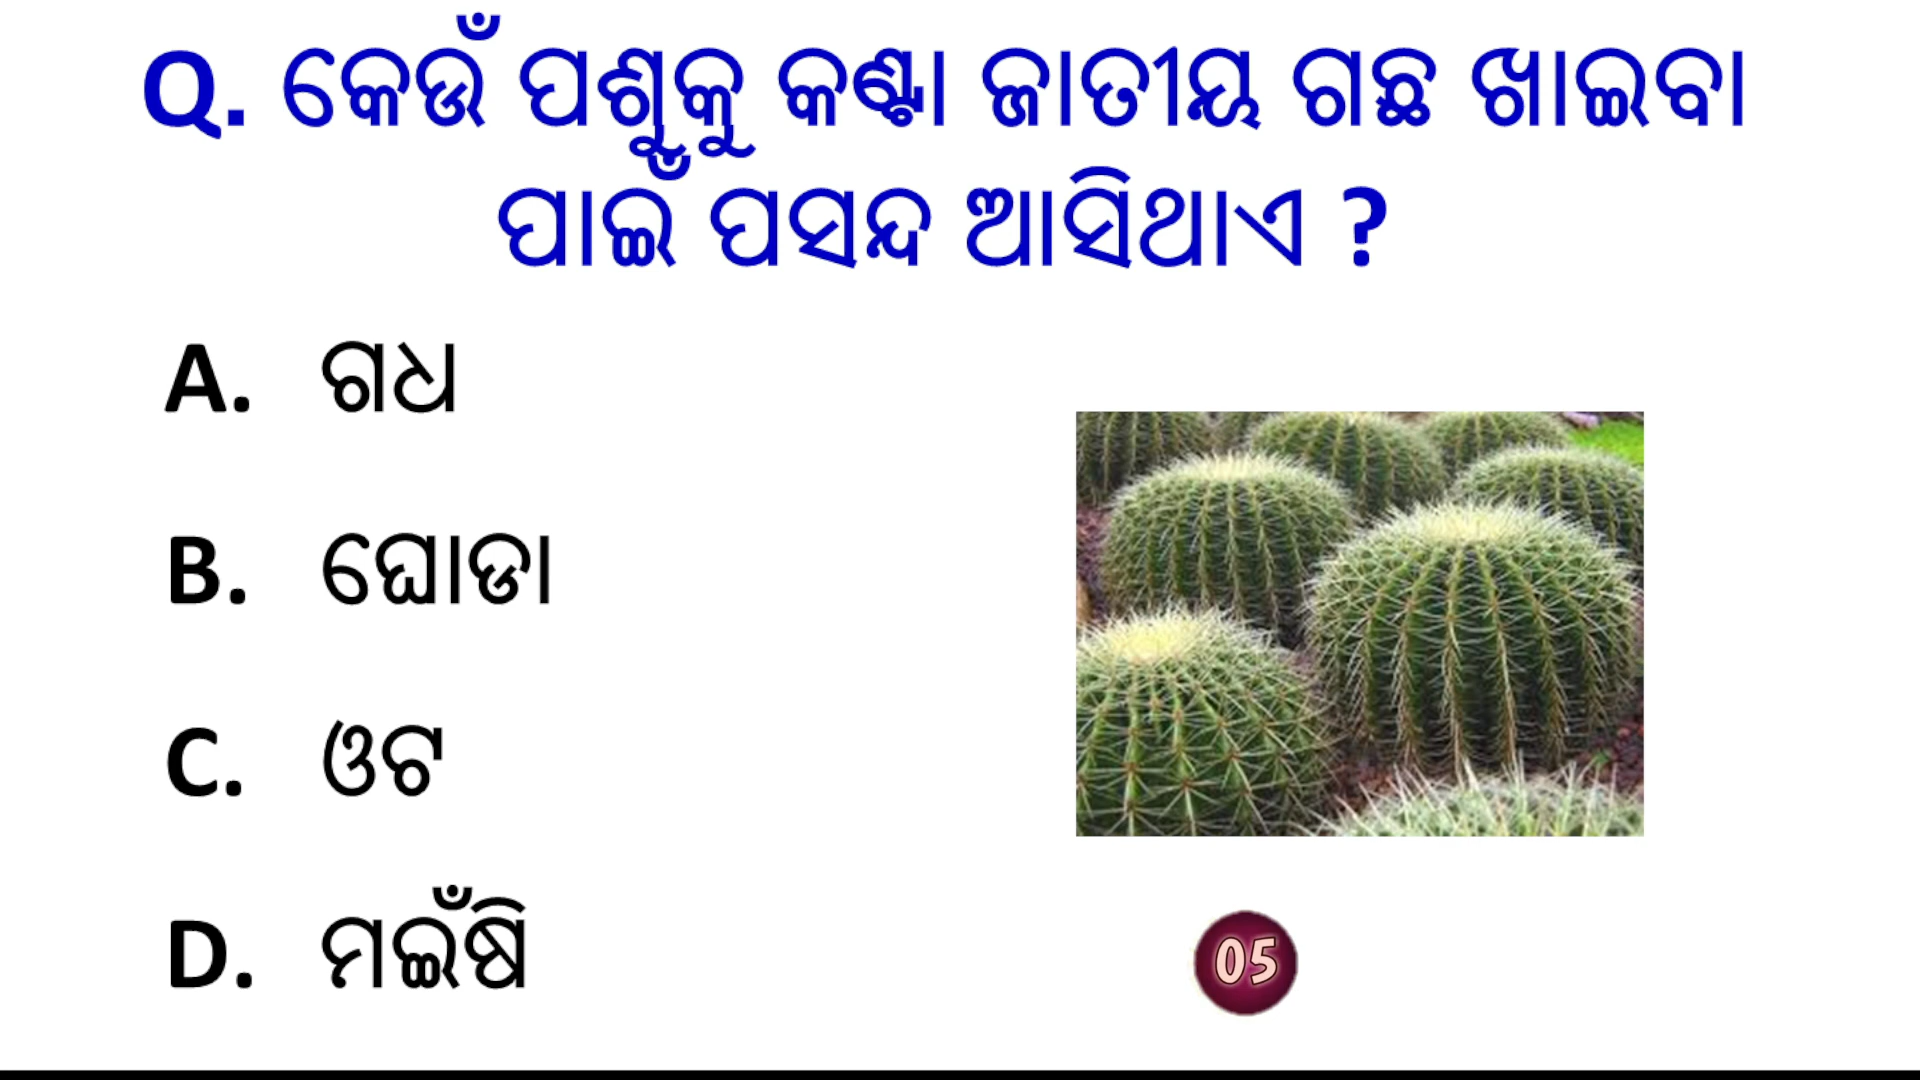 Q. କେଉଁ ପଶୁକୁ କଣ୍ଟା ଜାତୀୟ ଗଛ ଖାଇବା
ପାଇଁ ପସନ୍ଦ ଆସିଥାଏ ?
A. ଗଧ
B. ଘୋଡା
C. ଓଟ
D. ମଇଁଷି
05